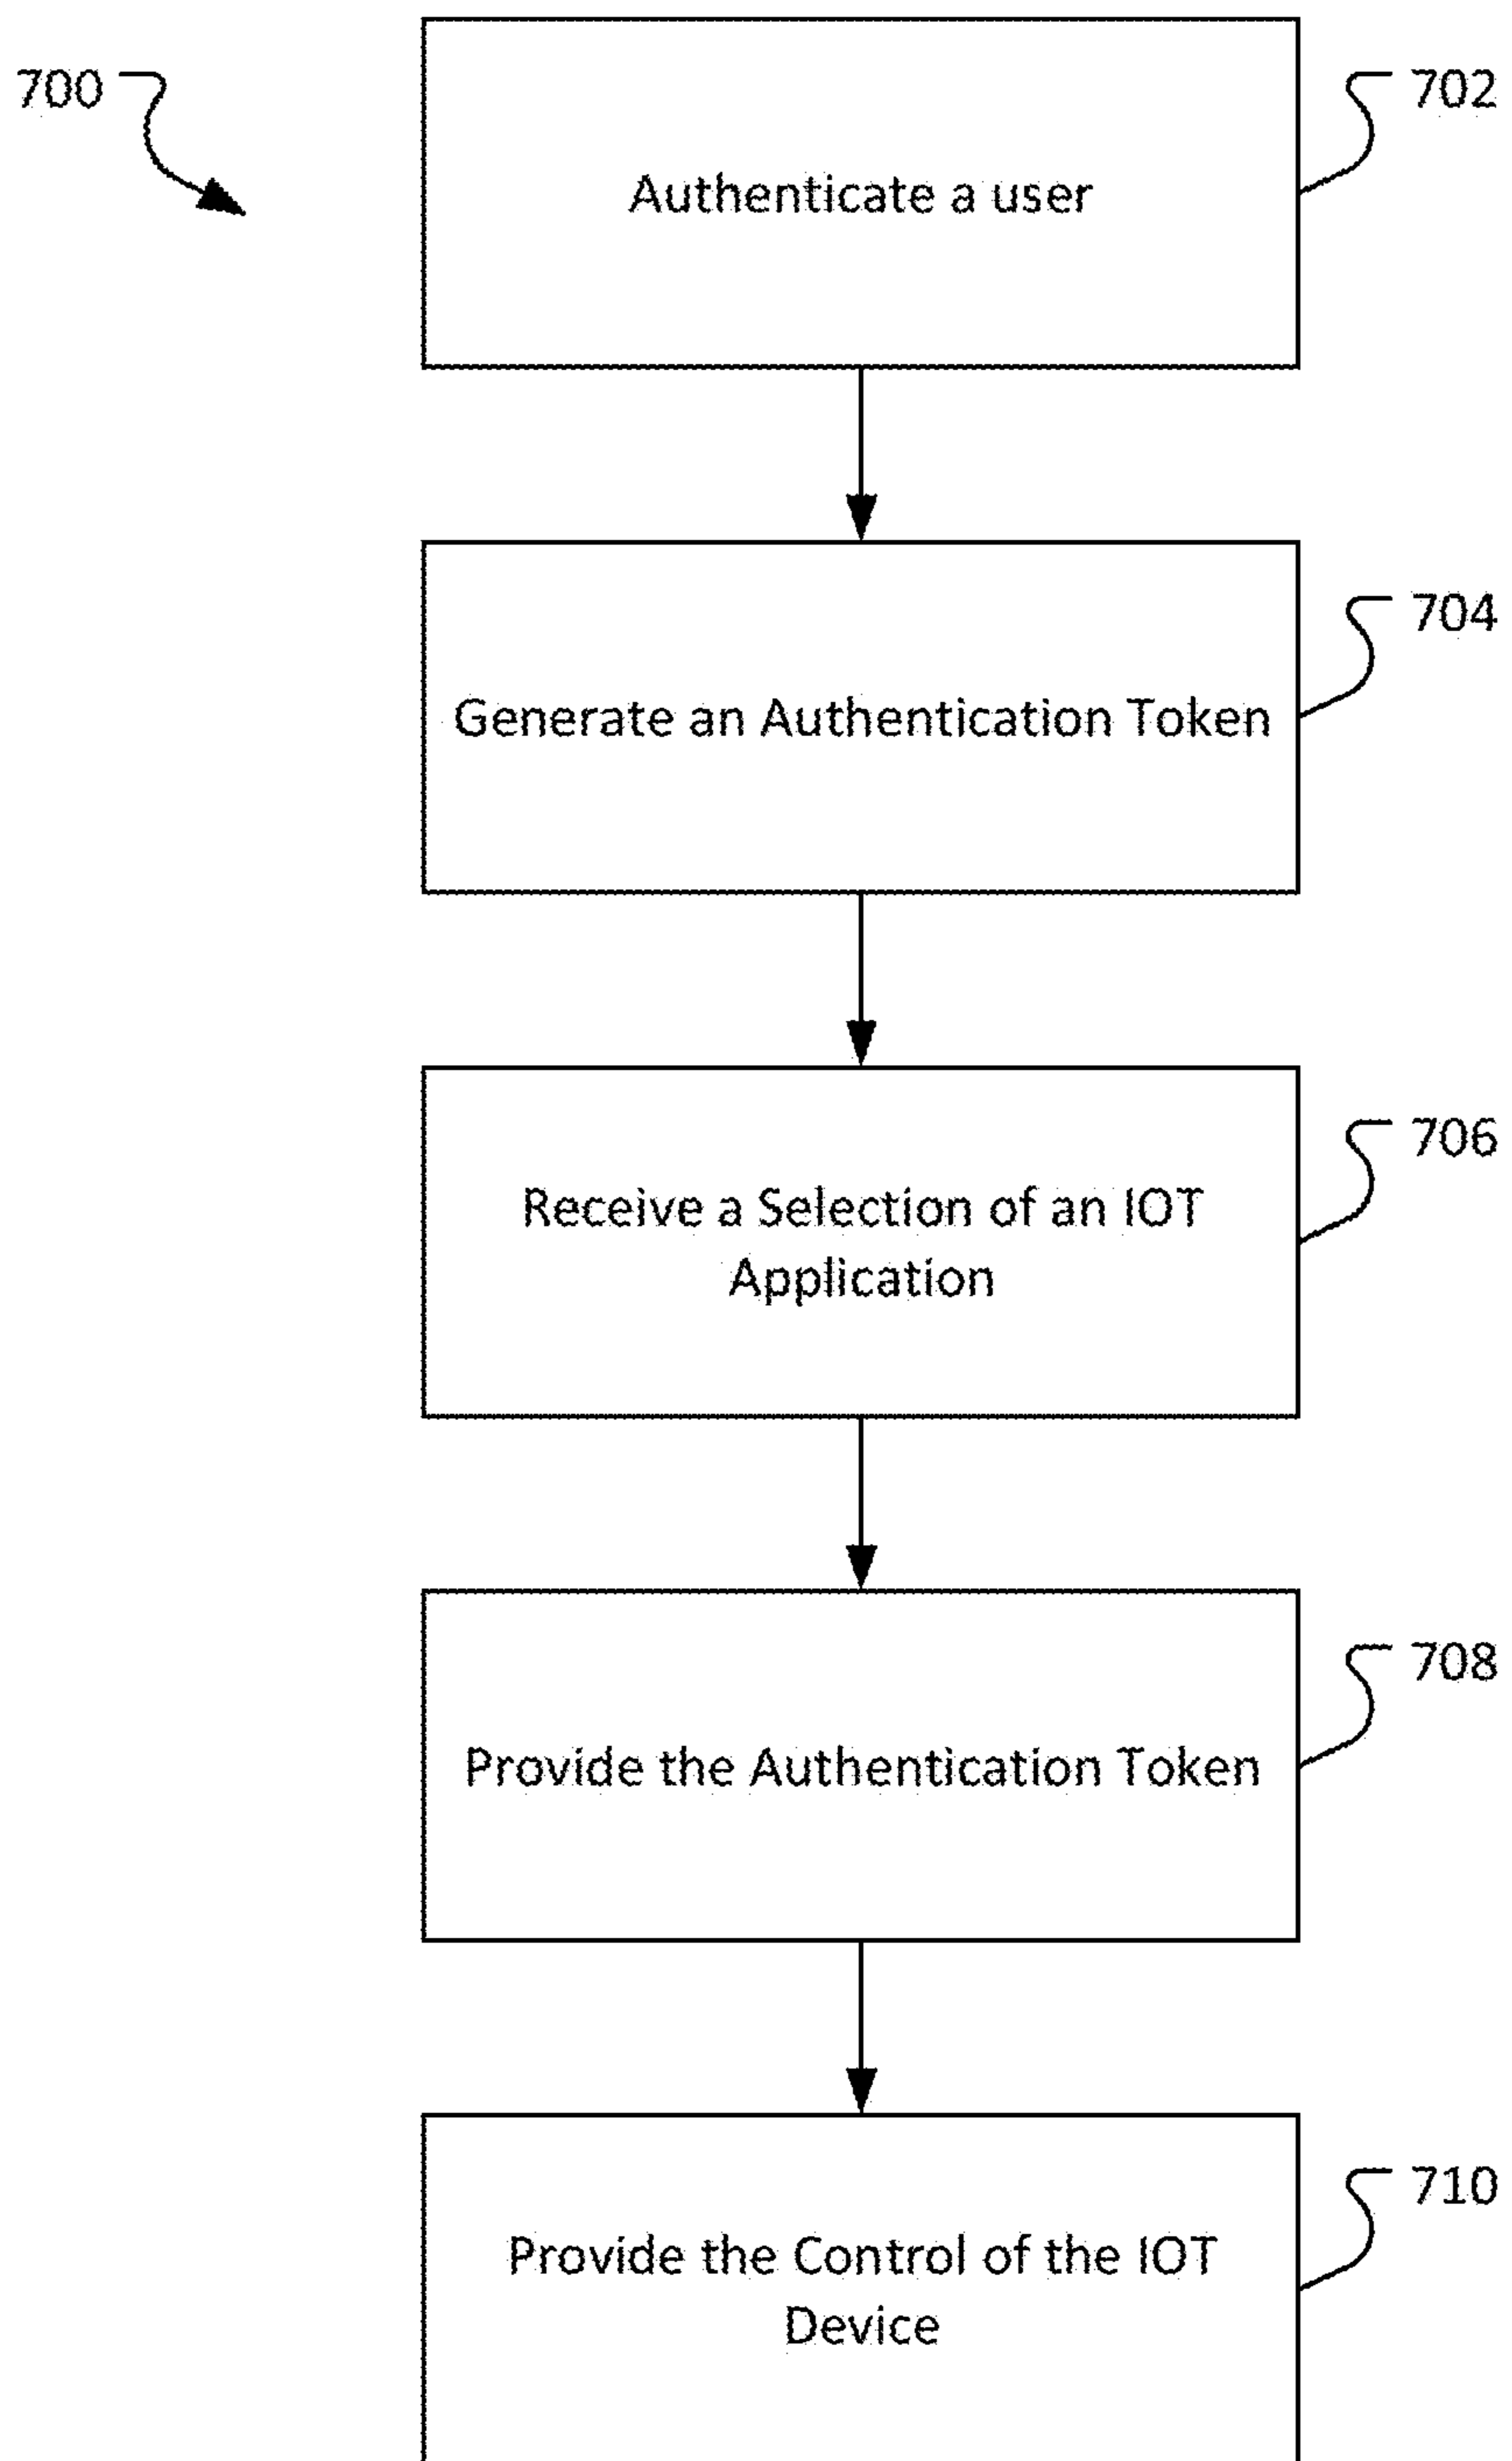 700
702
Authenticate a user
704
Generate an Authentication Token
706
Receive a Selection of an IOT
Application
708
Provide the Authentication Token
710
Provide the Control of the IOT
Device